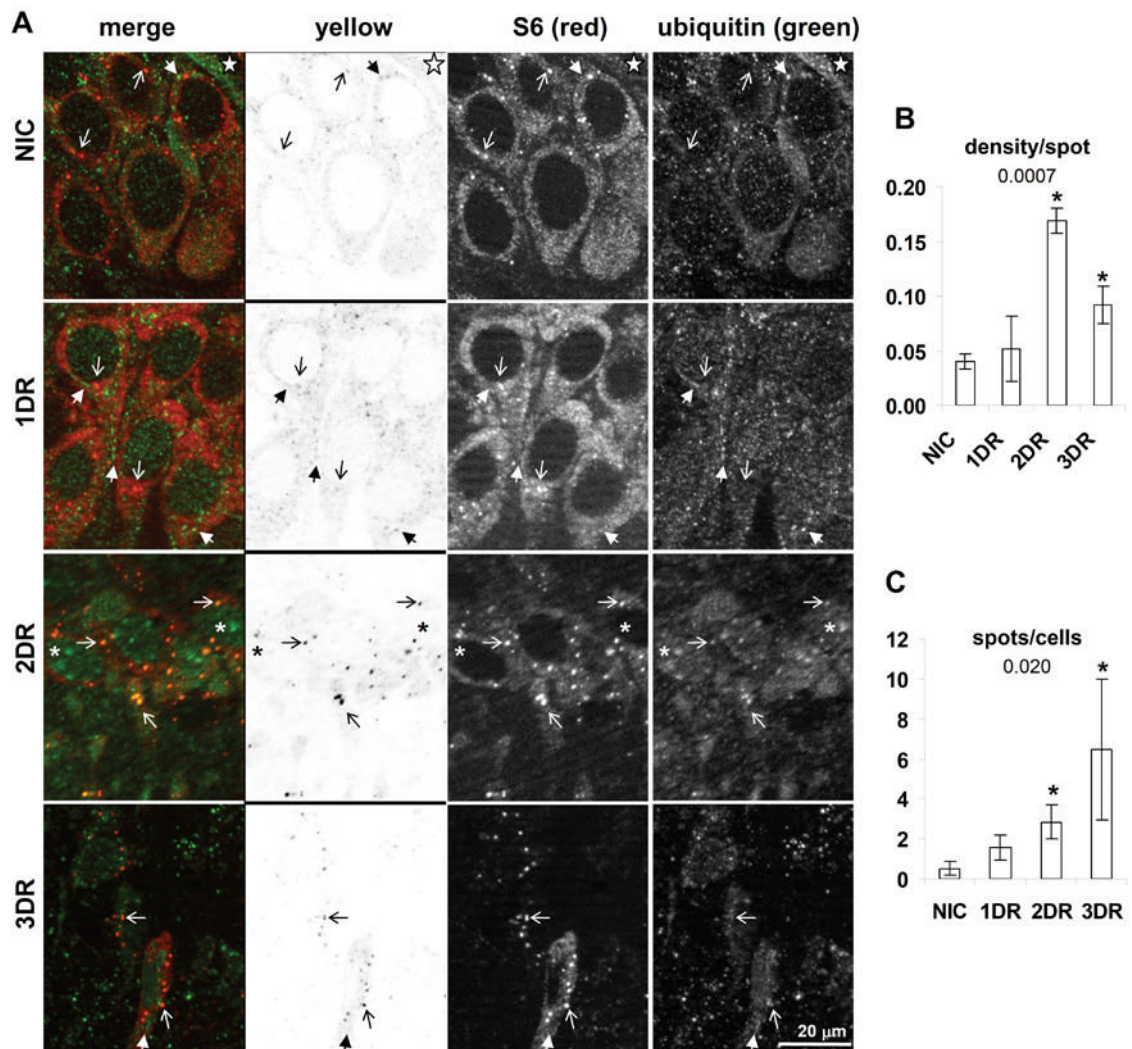 A
merge
yellow
S6 (red)
ubiquitin (green)
NIC
1DR
2DR
* * * * * * * *
3DR
20 μm
B
density/spot
0.0007
0.20
0.15
0.10
0.05
0.00
*
*
NIC
1DR
2DR
3DR
C
spots/cells
0.020
12
10
8
6
4
2
0
*
*
NIC
1DR
2DR
3DR